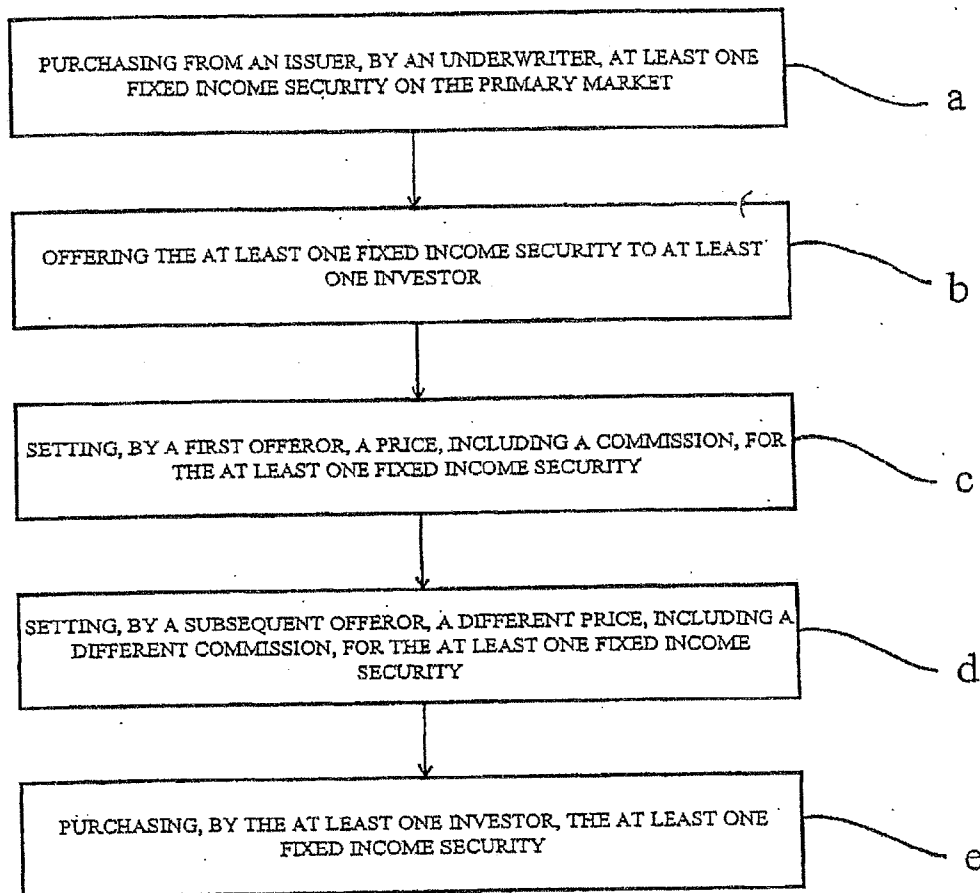 PURCHASING FROM AN ISSUER, BY AN UNDERWRITER, AT LEAST ONE
FIXED INCOME SECURITY ON THE PRIMARY MARKET
a
OFFERING THE AT LEAST ONE FIXED INCOME SECURITY TO AT LEAST
ONE INVESTOR
b
SETTING, BY A FIRST OFFEROR, A PRICE, INCLUDING A COMMISSION, FOR
THE AT LEAST ONE FIXED INCOME SECURITY
c
SETTING, BY A SUBSEQUENT OFFEROR, A DIFFERENT PRICE, INCLUDING A
DIFFERENT COMMISSION, FOR THE AT LEAST ONE FIXED INCOME
SECURITY
d
PURCHASING, BY THE AT LEAST ONE INVESTOR, THE AT LEAST ONE
FIXED INCOME SECURITY
e